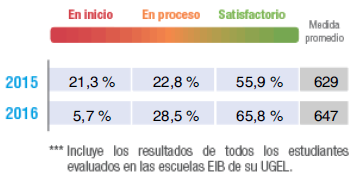 En inicio En proceso Satisfactorio Medida
promedio
2015 21,3 % 22,8 % 55,9 % 629
2016 5,7 % 28,5 % 65,8 % 647
*** Incluye los resultados de todos los estudiantes
evaluados en las escuelas EIB de su UGEL.